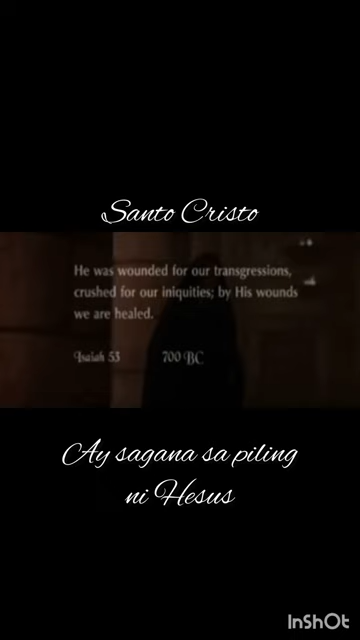 Santo Cristo
He was wounded for our transgressions,
crushed for our iniquities; by His wounds
we are healed.
Isaiah 53 700 BC
Ay sagana sa piling
ni Hesus
InShOt